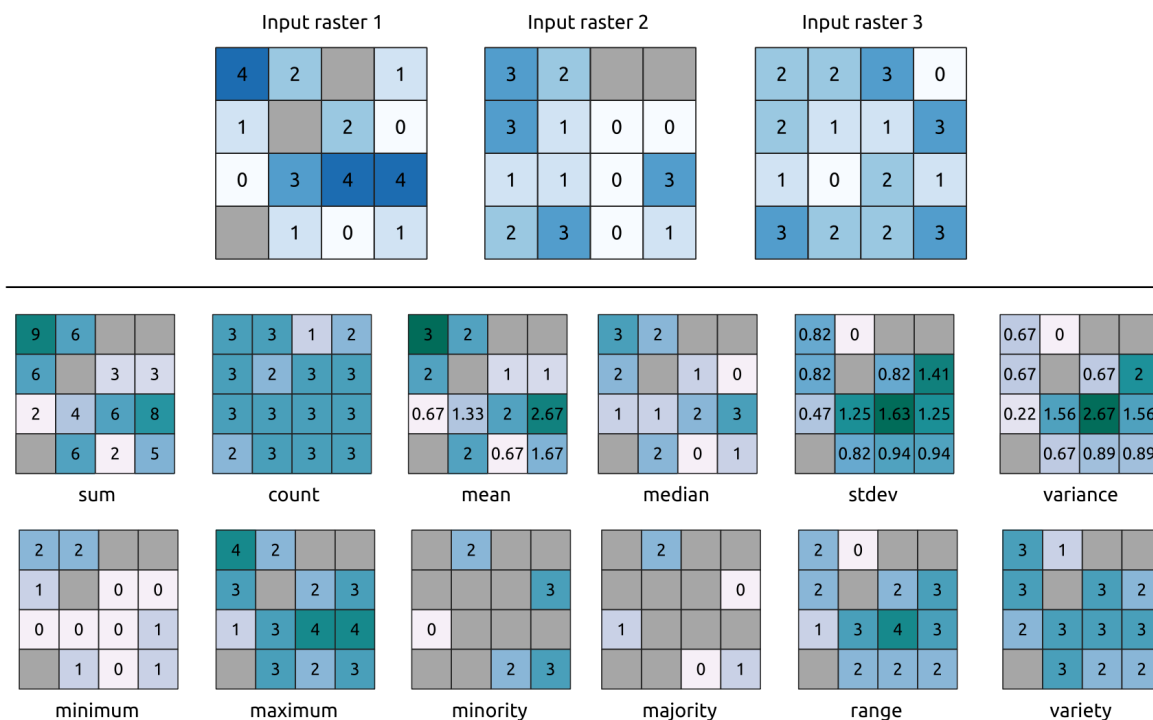 Input raster 1 Input raster 2 Input raster 3
4 2 1 3 2 2 2 3 0
1 2 0 3 1 0 0 2 1 1 3
0 3 4 4 1 1 0 3 1 0 2 1
1 0 1 2 3 0 1 3 2 2 3
9 6 3 3 1 2 3 2 3 2 0.82 0 0.67 0
6 3 3 3 2 3 3 2 1 1 2 1 0 0.82 0.82 1.41 0.67 0.67 2
2 4 6 8 3 3 3 3 0.67 1.33 2 2.67 1 1 2 3 0.47 1.25 1.63 1.25 0.22 1.56 2.67 1.56
6 2 5 2 3 3 3 2 0.67 1.67 2 0 1 0.82 0.94 0.94 0.67 0.89 0.89
sum count mean median stdev variance
2 2 4 2 2 2 2 0 3 1
1 0 0 3 2 3 3 0 2 2 3 3 3 2
0 0 0 1 1 3 4 4 0 1 1 3 4 3 2 3 3 3
1 0 1 3 2 3 2 3 0 1 2 2 2 3 2 2
minimum maximum minority majority range variety